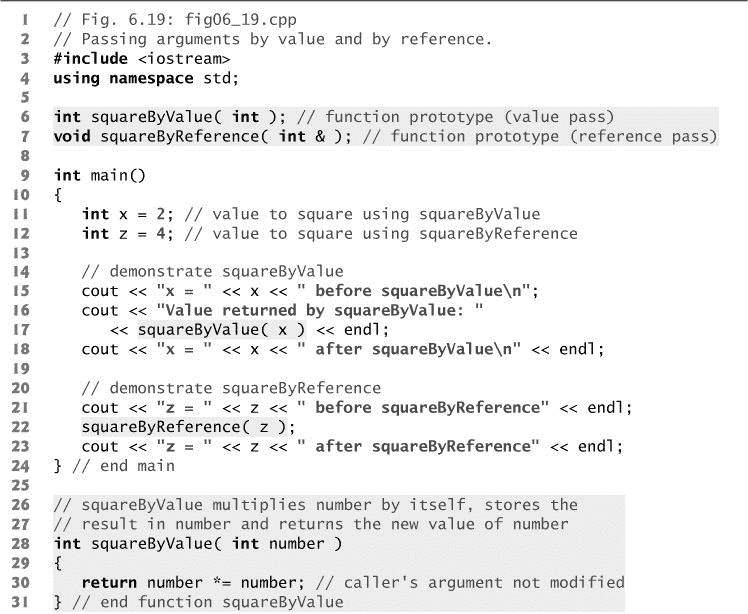 1 // Fig. 6.19: fig06_19.cpp
2 // Passing arguments by value and by reference.
3 #include <iostream>
4 using namespace std;
5
6 int squareByValue( int ); // function prototype (value pass)
7 void squareByReference( int & ); // function prototype (reference pass)
8
9 int main()
10 {
11    int x = 2; // value to square using squareByValue
12    int z = 4; // value to square using squareByReference
13
14    // demonstrate squareByValue
15    cout << "x = " << x << " before squareByValue\n";
16    cout << "Value returned by squareByValue: "
17       << squareByValue( x ) << endl;
18    cout << "x = " << x << " after squareByValue\n" << endl;
19
20    // demonstrate squareByReference
21    cout << "z = " << z << " before squareByReference" << endl;
22    squareByReference( z );
23    cout << "z = " << z << " after squareByReference" << endl;
24 } // end main
25
26 // squareByValue multiplies number by itself, stores the
27 // result in number and returns the new value of number
28 int squareByValue( int number )
29 {
30    return number *= number; // caller's argument not modified
31 } // end function squareByValue